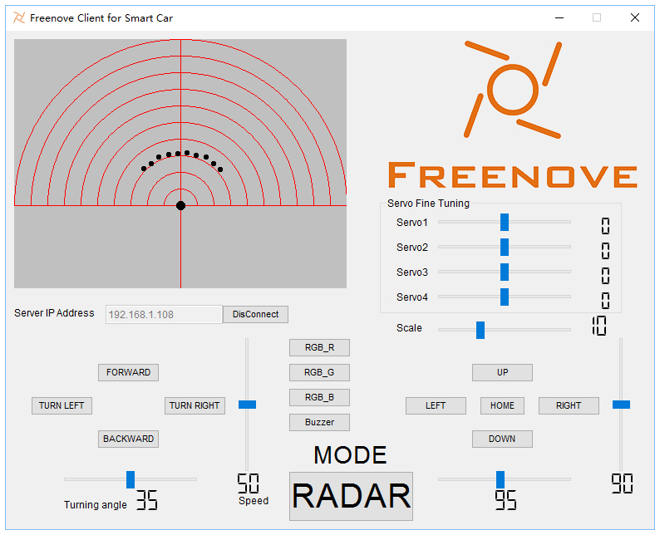 Freenove Client for Smart Car
FREENOVE
Servo Fine Tuning
Servo1 0
Servo2 0
Servo3 0
Servo4 0
Server IP Address 192.168.1.108 DisConnect
Scale 10
RGB_R
FORWARD RGB_G UP
TURN LEFT TURN RIGHT RGB_B LEFT HOME RIGHT
Buzzer
BACKWARD DOWN
MODE
RADAR
Turning angle 35
50
Speed
95
90